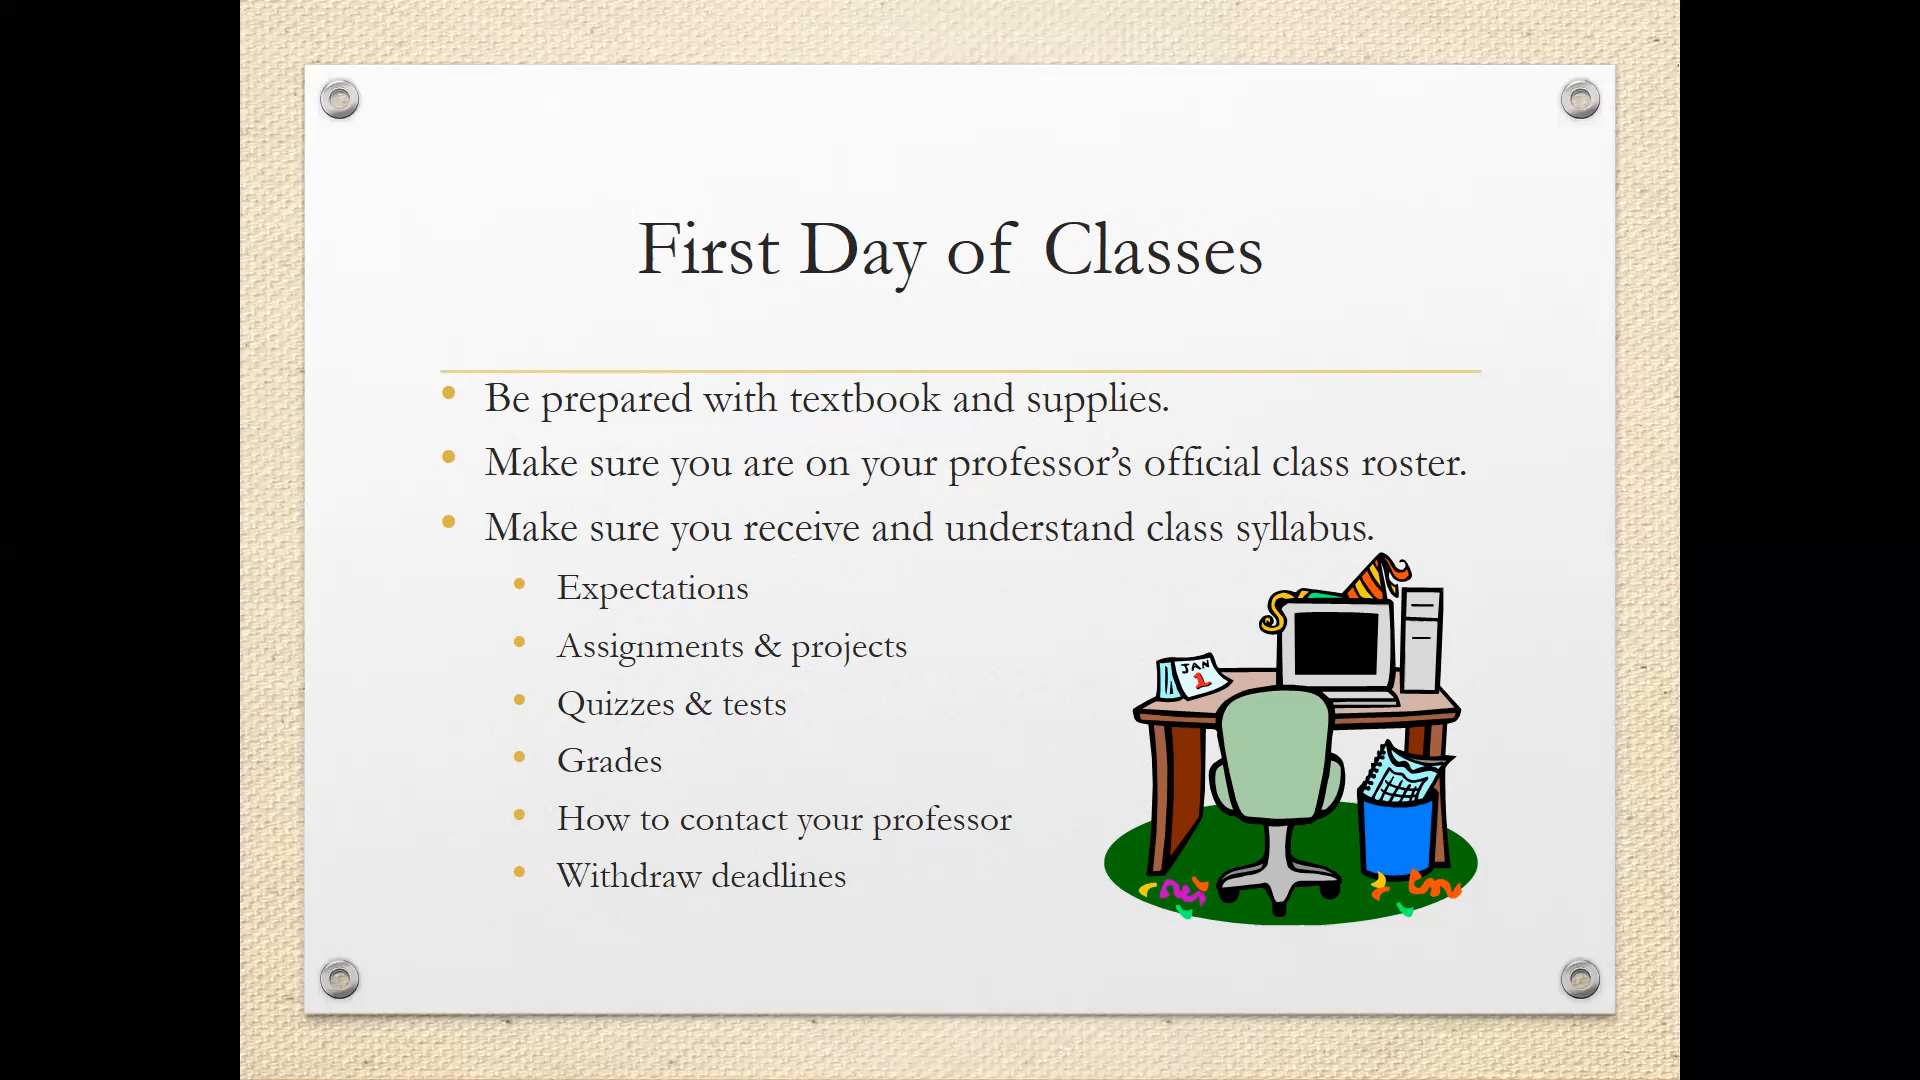 First Day of Classes
Be prepared with textbook and supplies.
Make sure you are on your professor’s official class roster.
Make sure you receive and understand class syllabus.
Expectations
Assignments & projects
Quizzes & tests
Grades
How to contact your professor
Withdraw deadlines
JAN
1